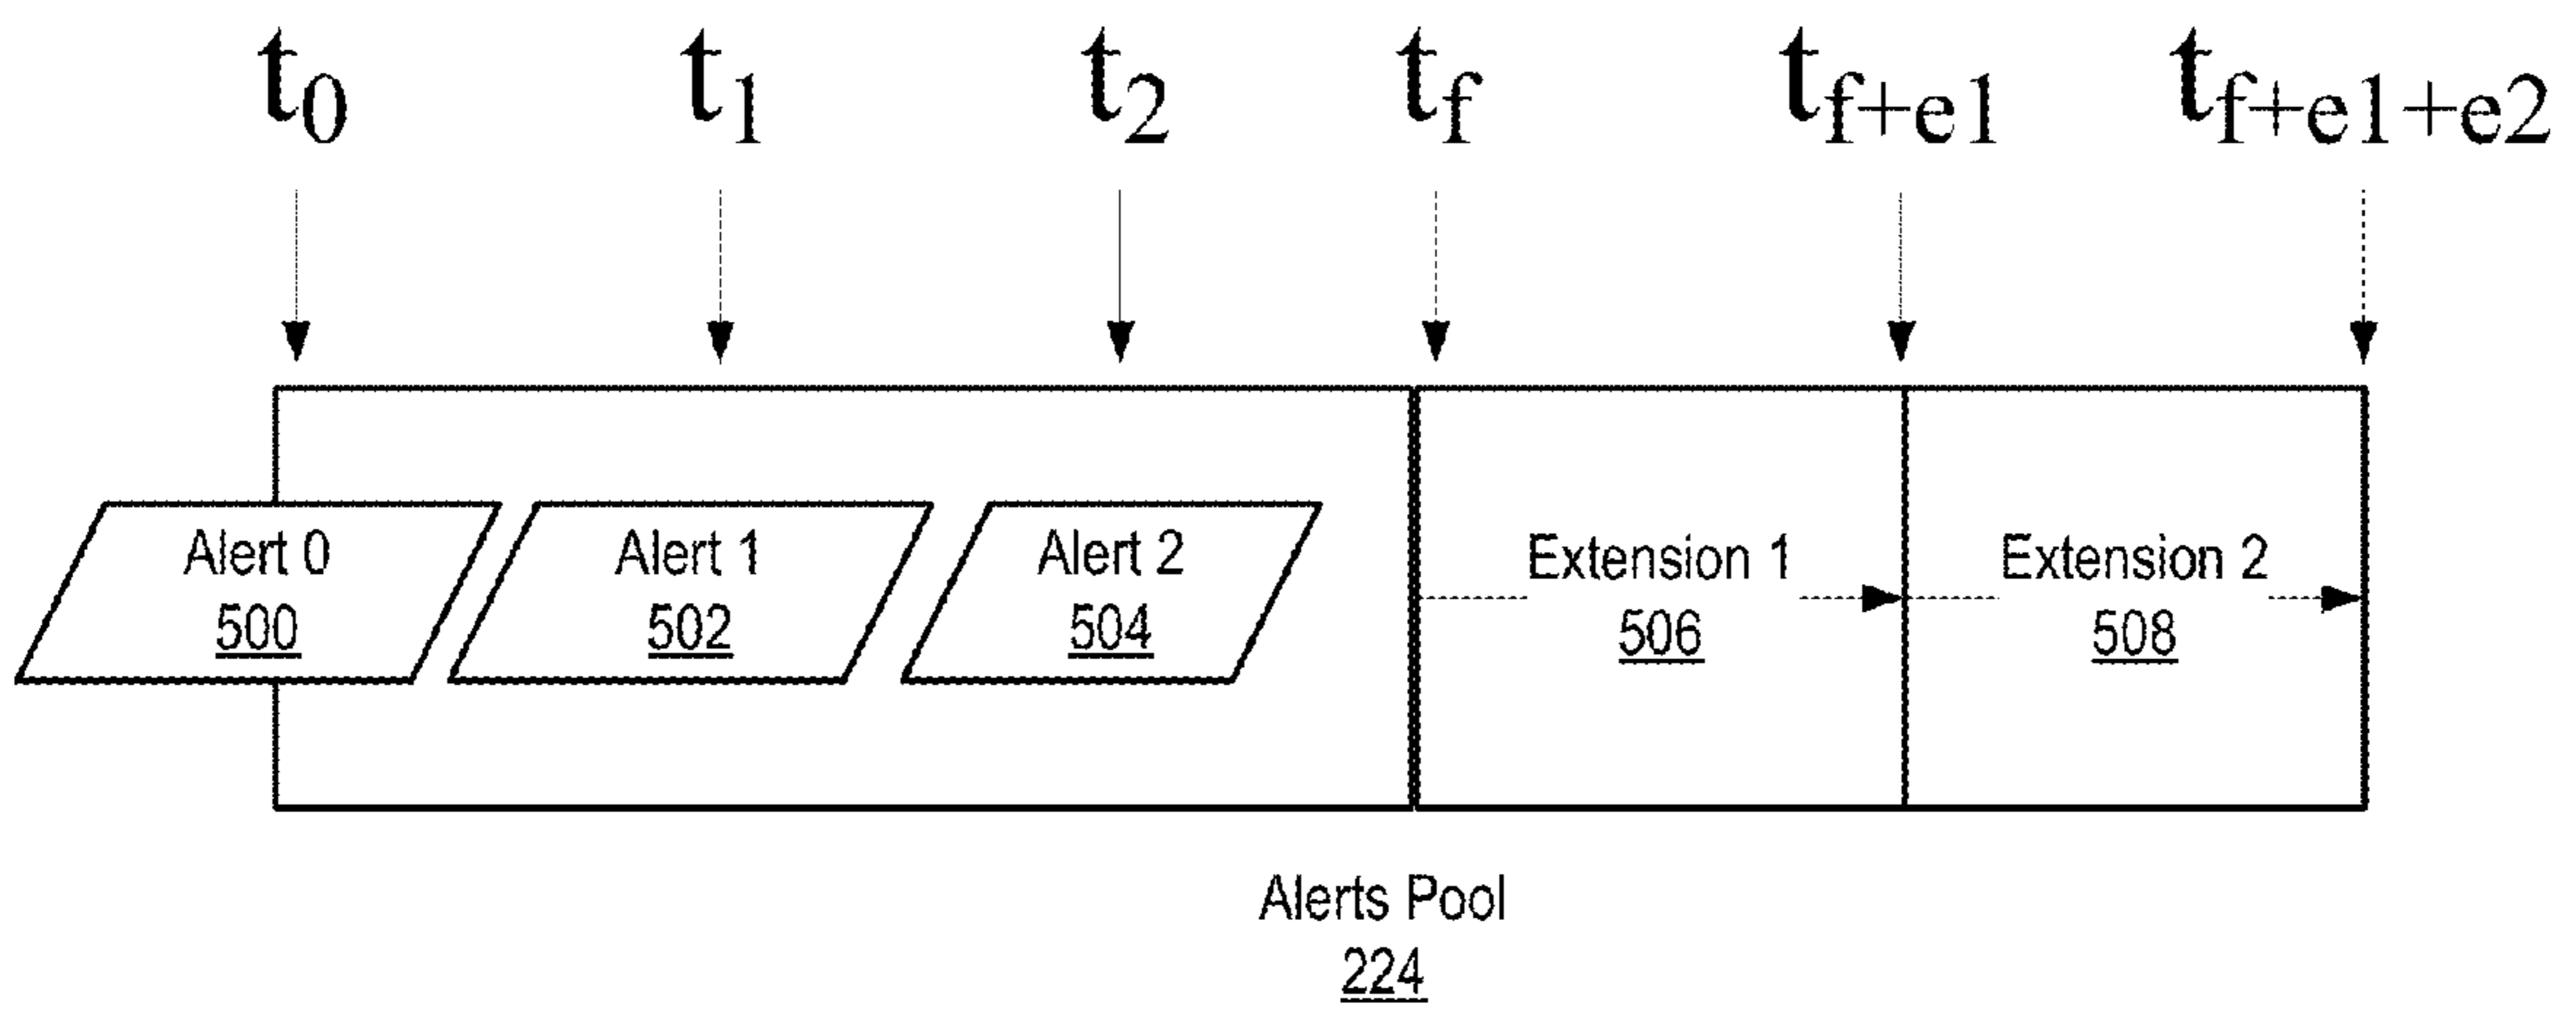 t0 t1 t2 tf tf+e1 tf+e1+e2
Alert 0 Alert 1 Alert 2 Extension 1 Extension 2
500 502 504 506 508
Alerts Pool
224